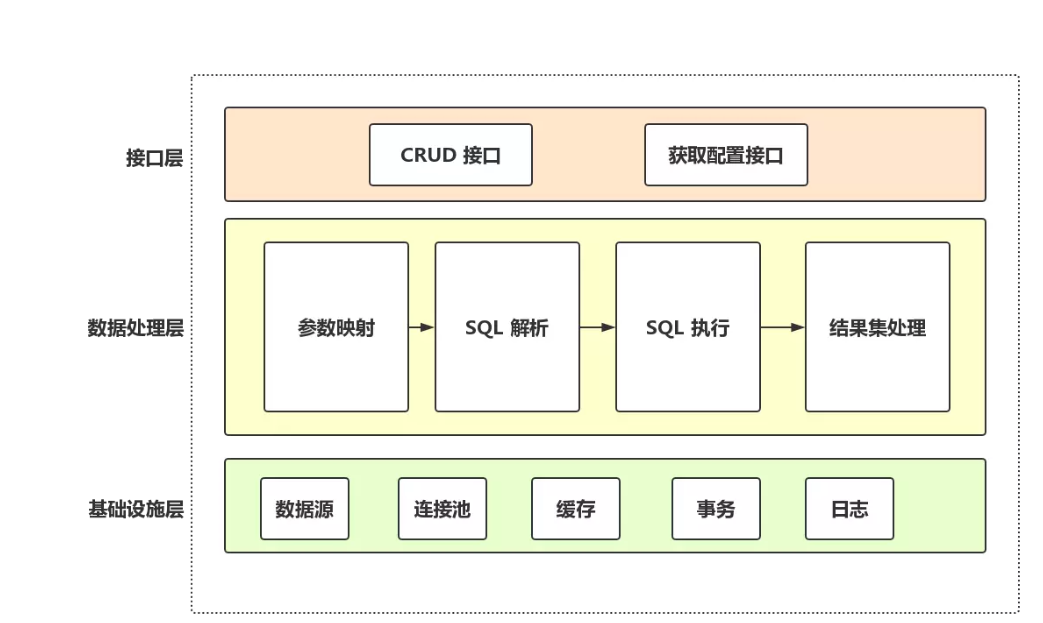 接口层
CRUD 接口
获取配置接口
数据处理层
参数映射
SQL 解析
SQL 执行
结果集处理
基础设施层
数据源
连接池
缓存
事务
日志